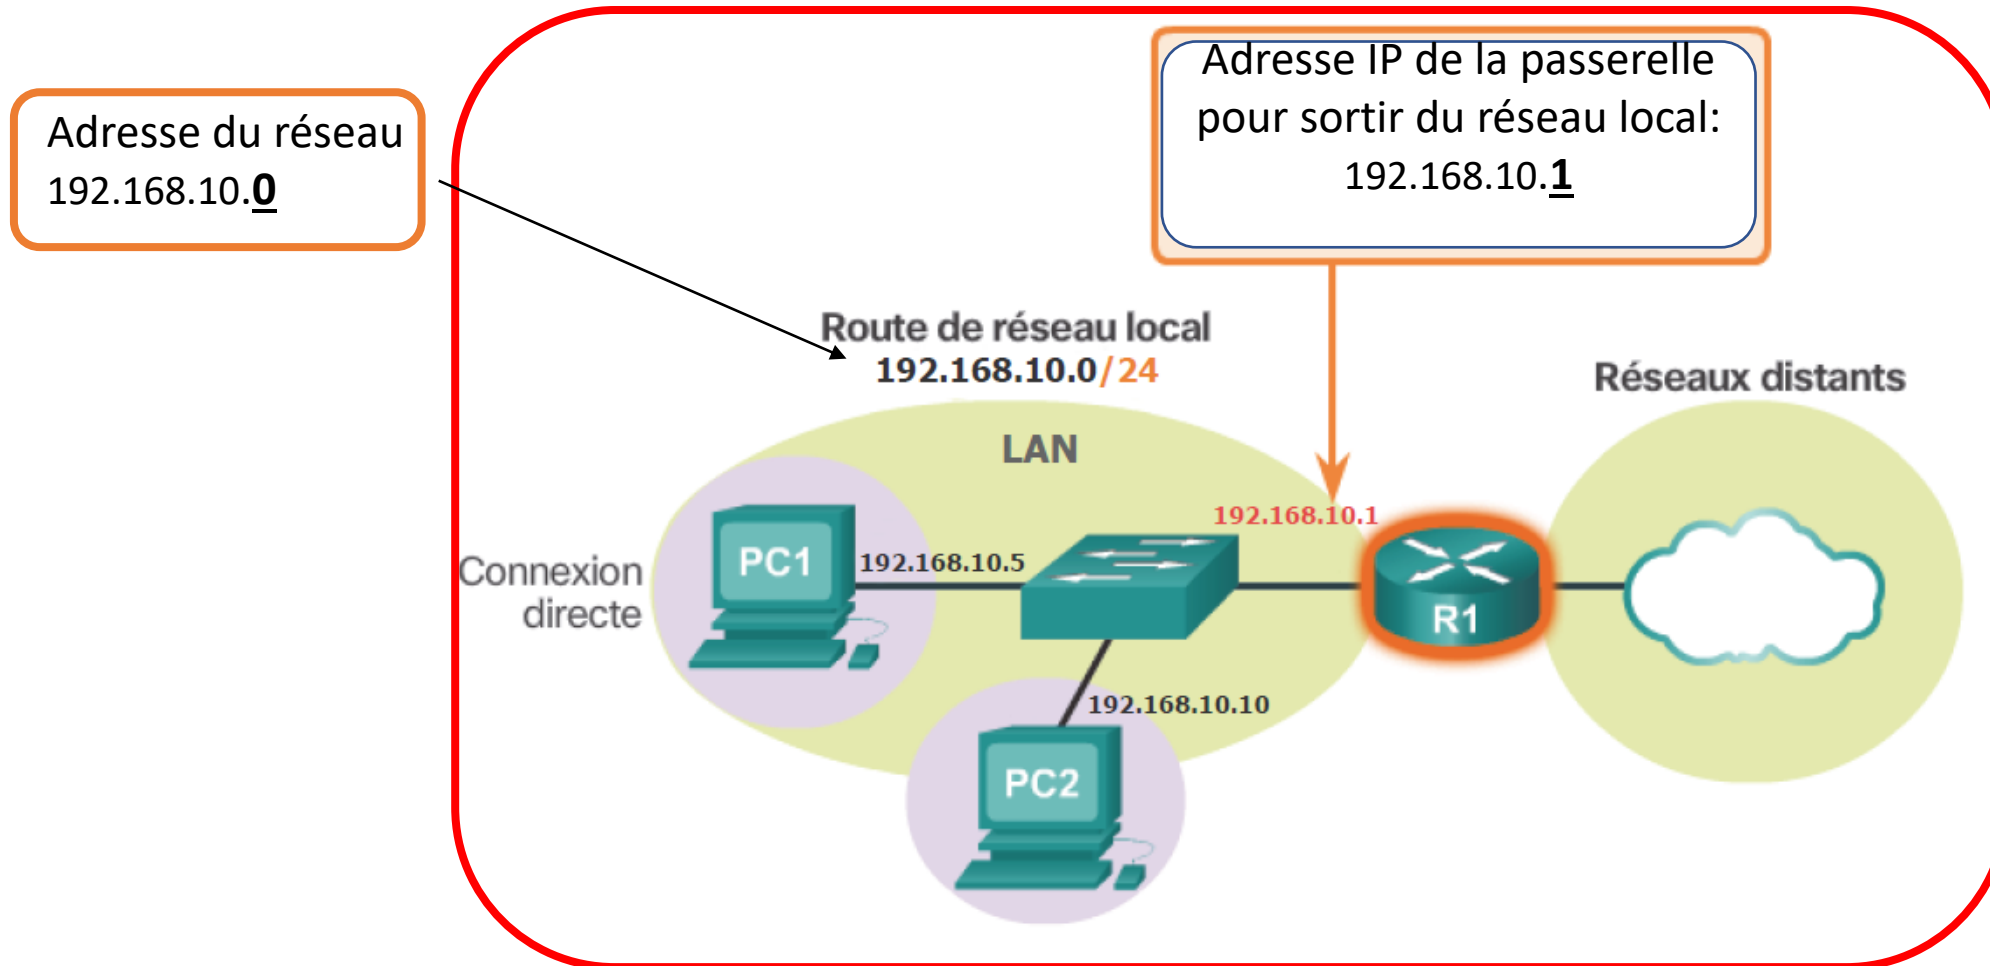 Adresse du réseau
192.168.10.0
Adresse IP de la passerelle
pour sortir du réseau local:
192.168.10.1
Route de réseau local
192.168.10.0/24
Réseaux distants
LAN
192.168.10.1
PC1
192.168.10.5
Connexion
directe
R1
192.168.10.10
PC2